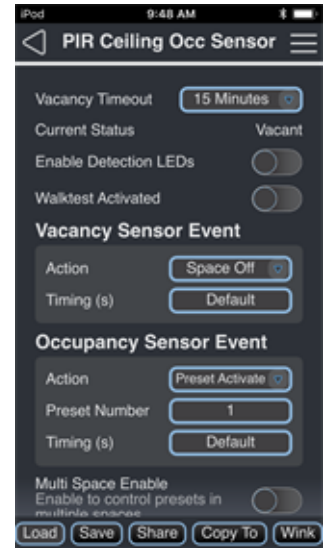 iPod 9:48 AM
PIR Ceiling Occ Sensor
Vacancy Timeout 15 Minutes
Current Status Vacant
Enable Detection LEDs
Walktest Activated
Vacancy Sensor Event
Action Space Off
Timing (s) Default
Occupancy Sensor Event
Action Preset Activate
Preset Number 1
Timing (s) Default
Multi Space Enable
Enable to control presets in
multiple spaces
Load Save Share Copy To Wink